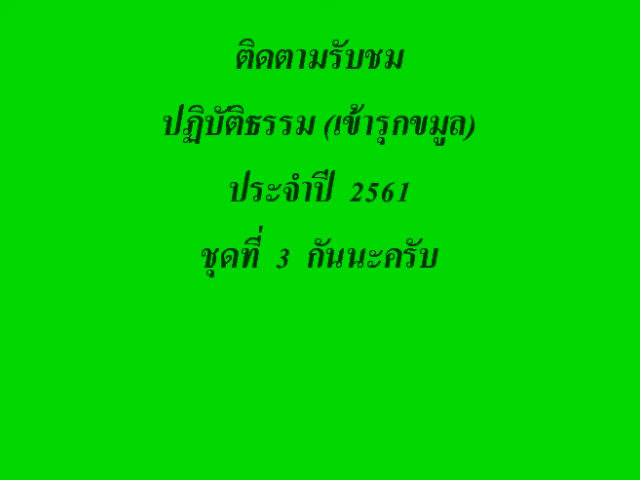 ติดตามรับชม
ปฏิบัติธรรม (เข้ารุกขมูล)
ประจำปี 2561
ชุดที่ 3 กันนะครับ